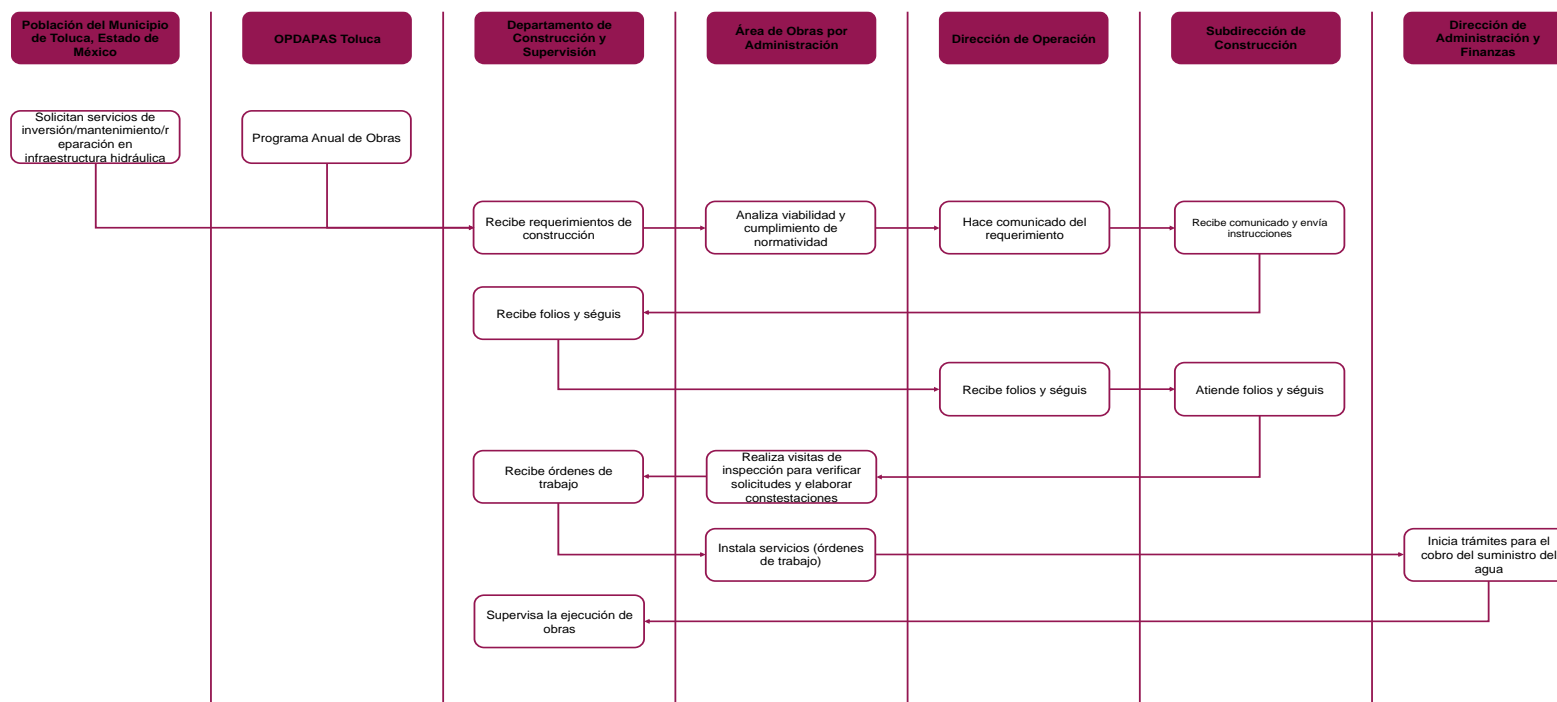 Población del Municipio
de Toluca, Estado de
México
OPDAPAS Toluca
Departamento de
Construcción y
Supervisión
Área de Obras por
Administración
Dirección de Operación
Subdirección de
Construcción
Dirección de
Administración y
Finanzas
Solicitan servicios de
inversión/mantenimiento/r
eparación en
infraestructura hidráulica
Programa Anual de Obras
Recibe requerimientos de
construcción
Analiza viabilidad y
cumplimiento de
normatividad
Hace comunicado del
requerimiento
Recibe comunicado y envía
instrucciones
Recibe folios y séguis
Recibe folios y séguis
Atiende folios y séguis
Recibe órdenes de
trabajo
Realiza visitas de
inspección para verificar
solicitudes y elaborar
constestaciones
Instala servicios (órdenes
de trabajo)
Inicia trámites para el
cobro del suministro del
agua
Supervisa la ejecución de
obras